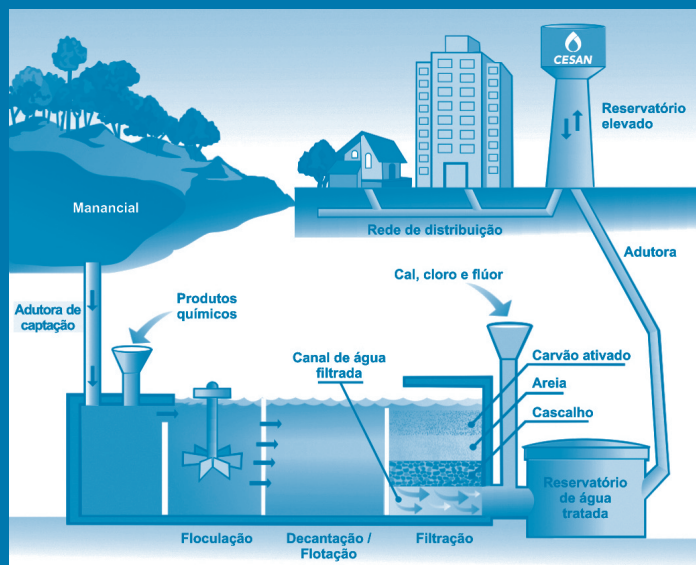 CESAN
Reservatório
elevado
Manancial
Rede de distribuição
Adutora
Cal, cloro e flúor
Produtos
químicos
Adutora de
captação
Canal de água
filtrada
Carvão ativado
Areia
Cascalho
Reservatório
de água
tratada
Floculação
Decantação /
Flotação
Filtração